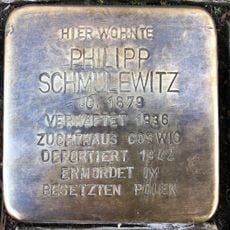 HIER WOHNTE
PHILIPP
SCHMULEWITZ
JG. 1879
VERHAFTET 1936
ZUCHTHAUS COSWIG
DEPORTIERT 1942
ERMORDET IM
BESETZTEN POLEN